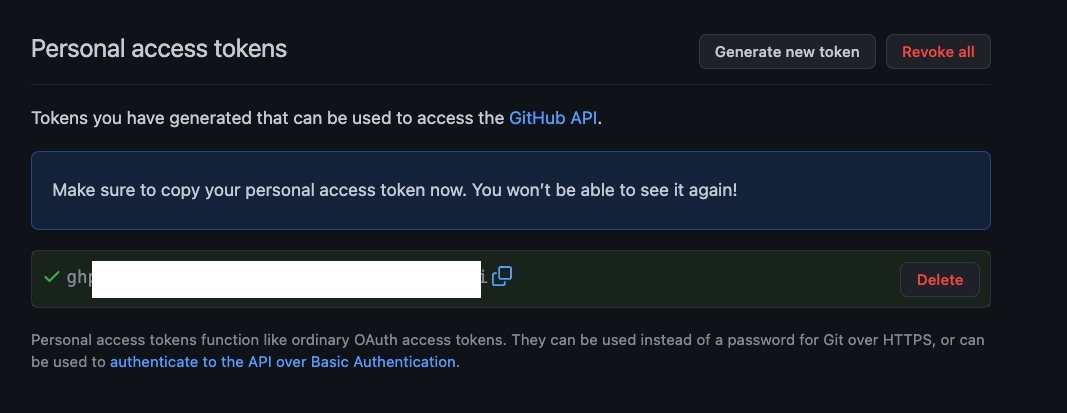 Personal access tokens
Generate new token
Revoke all
Tokens you have generated that can be used to access the GitHub API.
Make sure to copy your personal access token now. You won’t be able to see it again!
ghp i
Delete
Personal access tokens function like ordinary OAuth access tokens. They can be used instead of a password for Git over HTTPS, or can
be used to authenticate to the API over Basic Authentication.